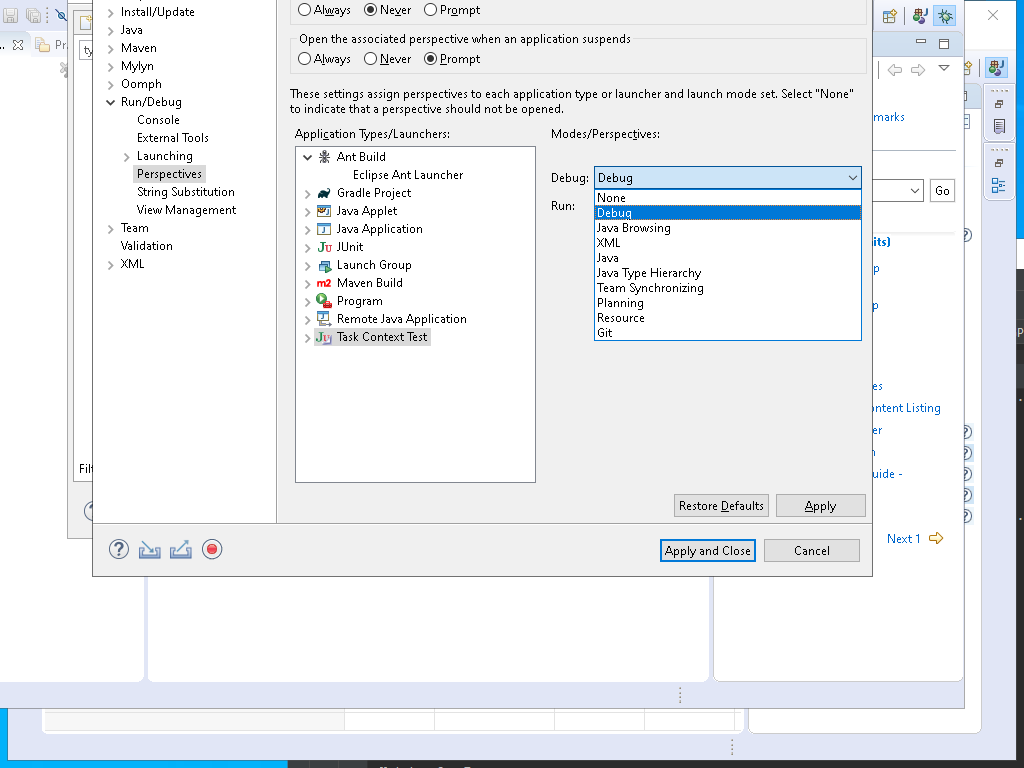 Install/Update
Java
Maven
Mylyn
Oomph
Run/Debug
Console
External Tools
Launching
Perspectives
String Substitution
View Management
Team
Validation
XML
Always Never Prompt
Open the associated perspective when an application suspends
Always Never Prompt
These settings assign perspectives to each application type or launcher and launch mode set. Select "None"
to indicate that a perspective should not be opened.
Application Types/Launchers:
Ant Build
Eclipse Ant Launcher
Gradle Project
Java Applet
Java Application
JUnit
Launch Group
Maven Build
Program
Remote Java Application
Task Context Test
Modes/Perspectives:
Debug: Debug
Run:
None
Debug
Java Browsing
XML
Java
Java Type Hierarchy
Team Synchronizing
Planning
Resource
Git
Restore Defaults Apply
Apply and Close Cancel
marks
Go
its)
p
p
es
ontent Listing
er
n
uide -
Next 1
Pr
ty
Filt